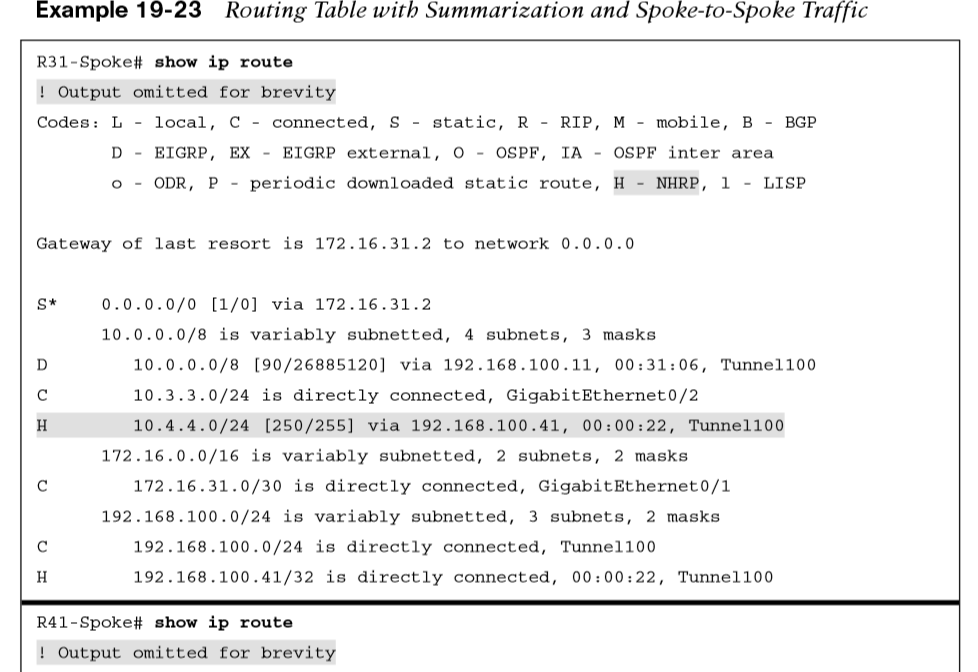 Example 19-23 Routing Table with Summarization and Spoke-to-Spoke Traffic
R31-Spoke# show ip route
! Output omitted for brevity
Codes: L - local, C - connected, S - static, R - RIP, M - mobile, B - BGP
D - EIGRP, EX - EIGRP external, O - OSPF, IA - OSPF inter area
o - ODR, P - periodic downloaded static route, H - NHRP, l - LISP
Gateway of last resort is 172.16.31.2 to network 0.0.0.0
S* 0.0.0.0/0 [1/0] via 172.16.31.2
10.0.0.0/8 is variably subnetted, 4 subnets, 3 masks
D 10.0.0.0/8 [90/26885120] via 192.168.100.11, 00:31:06, Tunnel100
C 10.3.3.0/24 is directly connected, GigabitEthernet0/2
H 10.4.4.0/24 [250/255] via 192.168.100.41, 00:00:22, Tunnel100
172.16.0.0/16 is variably subnetted, 2 subnets, 2 masks
C 172.16.31.0/30 is directly connected, GigabitEthernet0/1
192.168.100.0/24 is variably subnetted, 3 subnets, 2 masks
C 192.168.100.0/24 is directly connected, Tunnel100
H 192.168.100.41/32 is directly connected, 00:00:22, Tunnel100
R41-Spoke# show ip route
! Output omitted for brevity